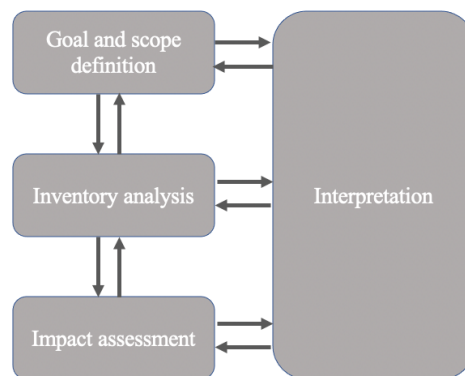 Goal and scope
definition
Inventory analysis
Interpretation
Impact assessment